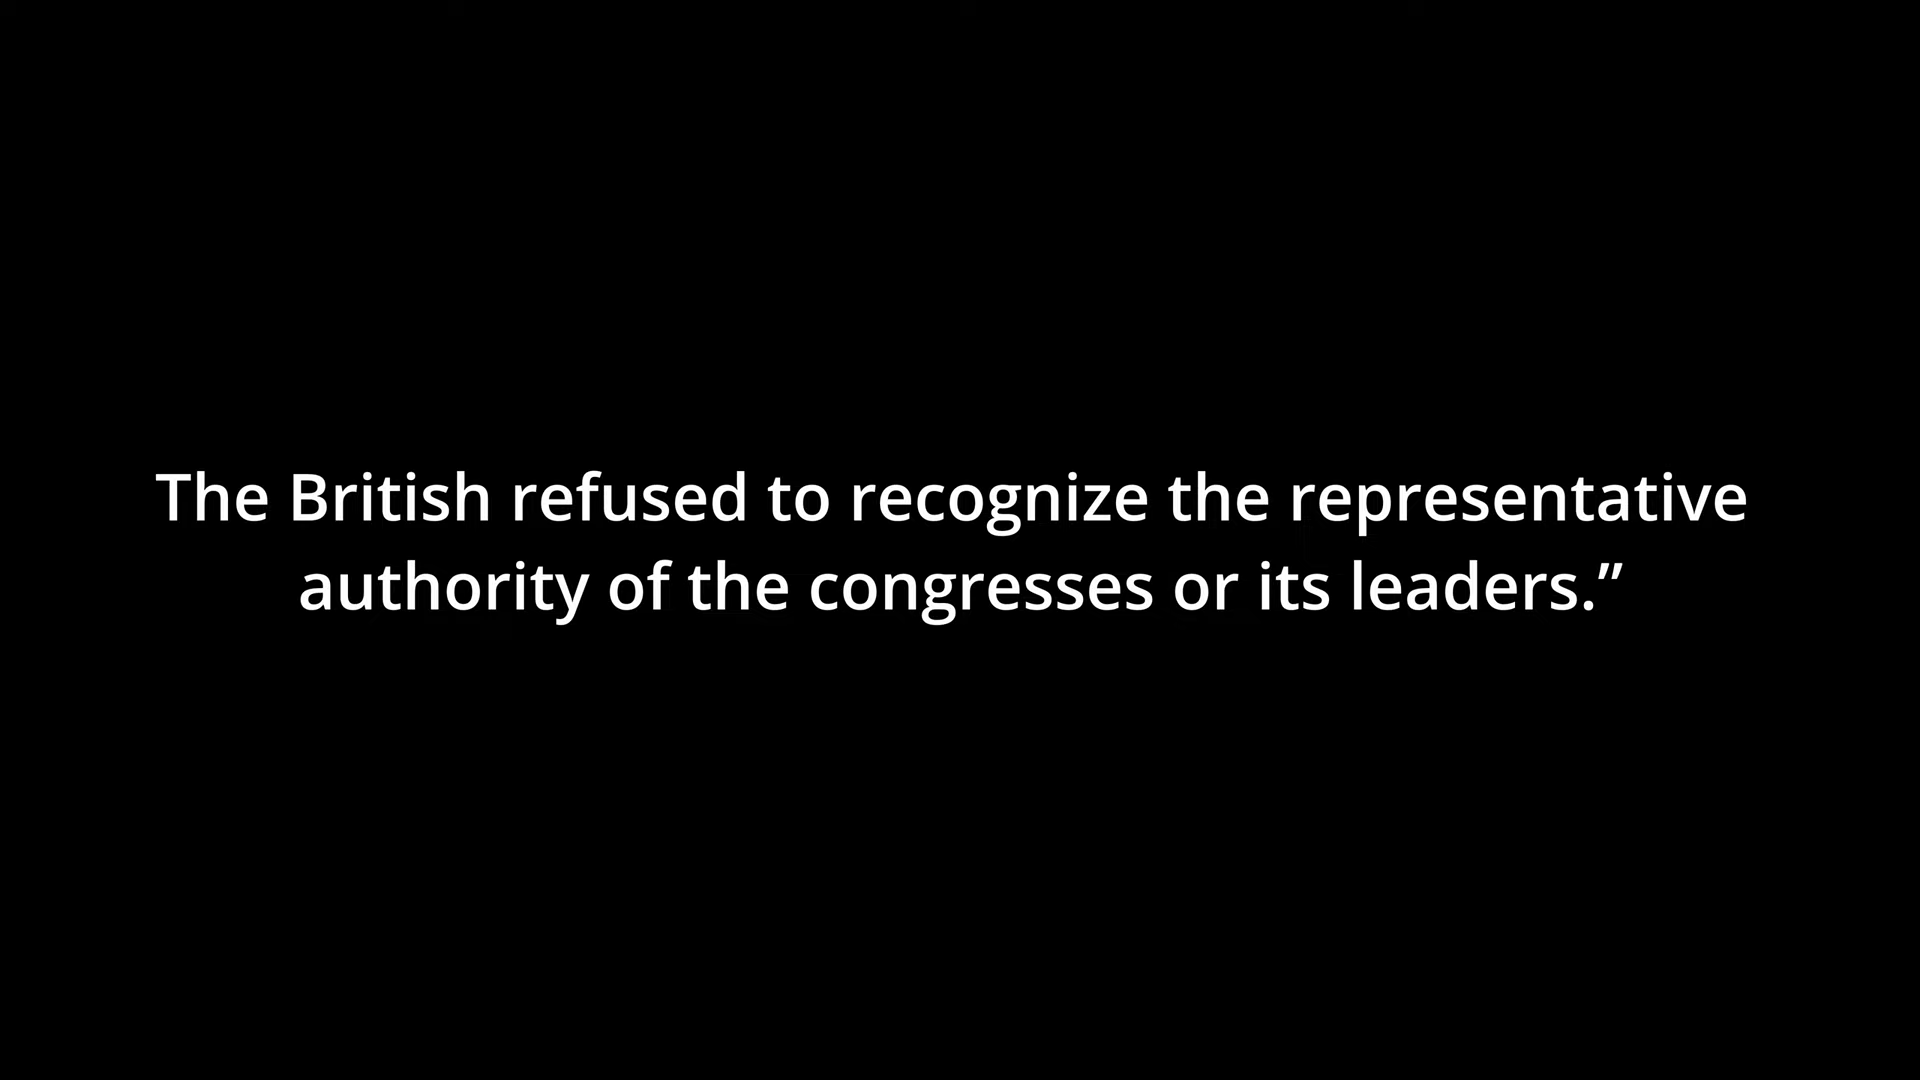 The British refused to recognize the representative
authority of the congresses or its leaders.”